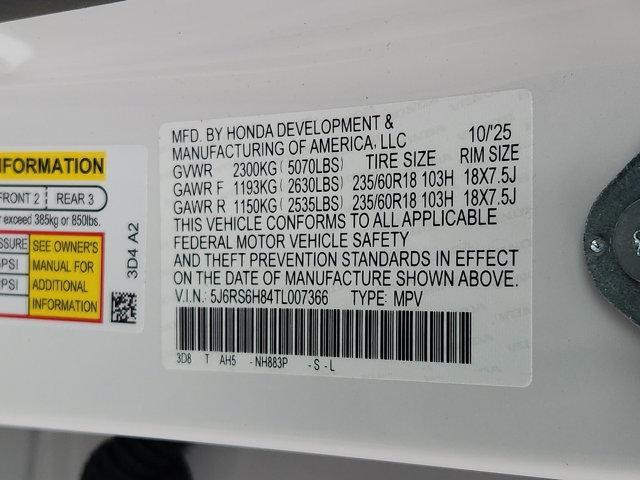 INFORMATION
FRONT 2 REAR 3
exceed 385kg or 850lbs.
SEE OWNER'S
MANUAL FOR
ADDITIONAL
INFORMATION
PSI
3D4 A2
MFD. BY HONDA DEVELOPMENT &
MANUFACTURING OF AMERICA, LLC 10/'25
GVWR 2300KG( 5070LBS) TIRE SIZE RIM SIZE
GAWR F 1193KG( 2630LBS) 235/60R18 103H 18X7.5J
GAWR R 1150KG( 2535LBS) 235/60R18 103H 18X7.5J
THIS VEHICLE CONFORMS TO ALL APPLICABLE
FEDERAL MOTOR VEHICLE SAFETY
AND THEFT PREVENTION STANDARDS IN EFFECT
ON THE DATE OF MANUFACTURE SHOWN ABOVE.
V.I.N.: 5J6RS6H84TL007366 TYPE: MPV
3D8 T AH5 -NH883P -S-L